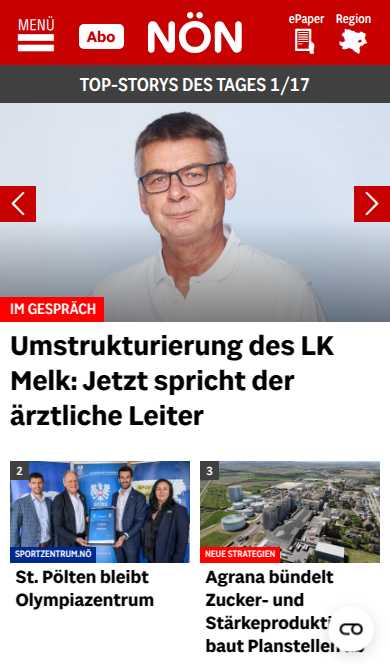 MENÜ
Abo
NÖN
ePaper
Region
TOP-STORYS DES TAGES 1/17
IM GESPRÄCH
Umstrukturierung des LK
Melk: Jetzt spricht der
ärztliche Leiter
2
SPORTZENTRUM.NÖ
St. Pölten bleibt
Olympiazentrum
3
NEUE STRATEGIEN
Agrana bündelt
Zucker- und
baut Planstellen